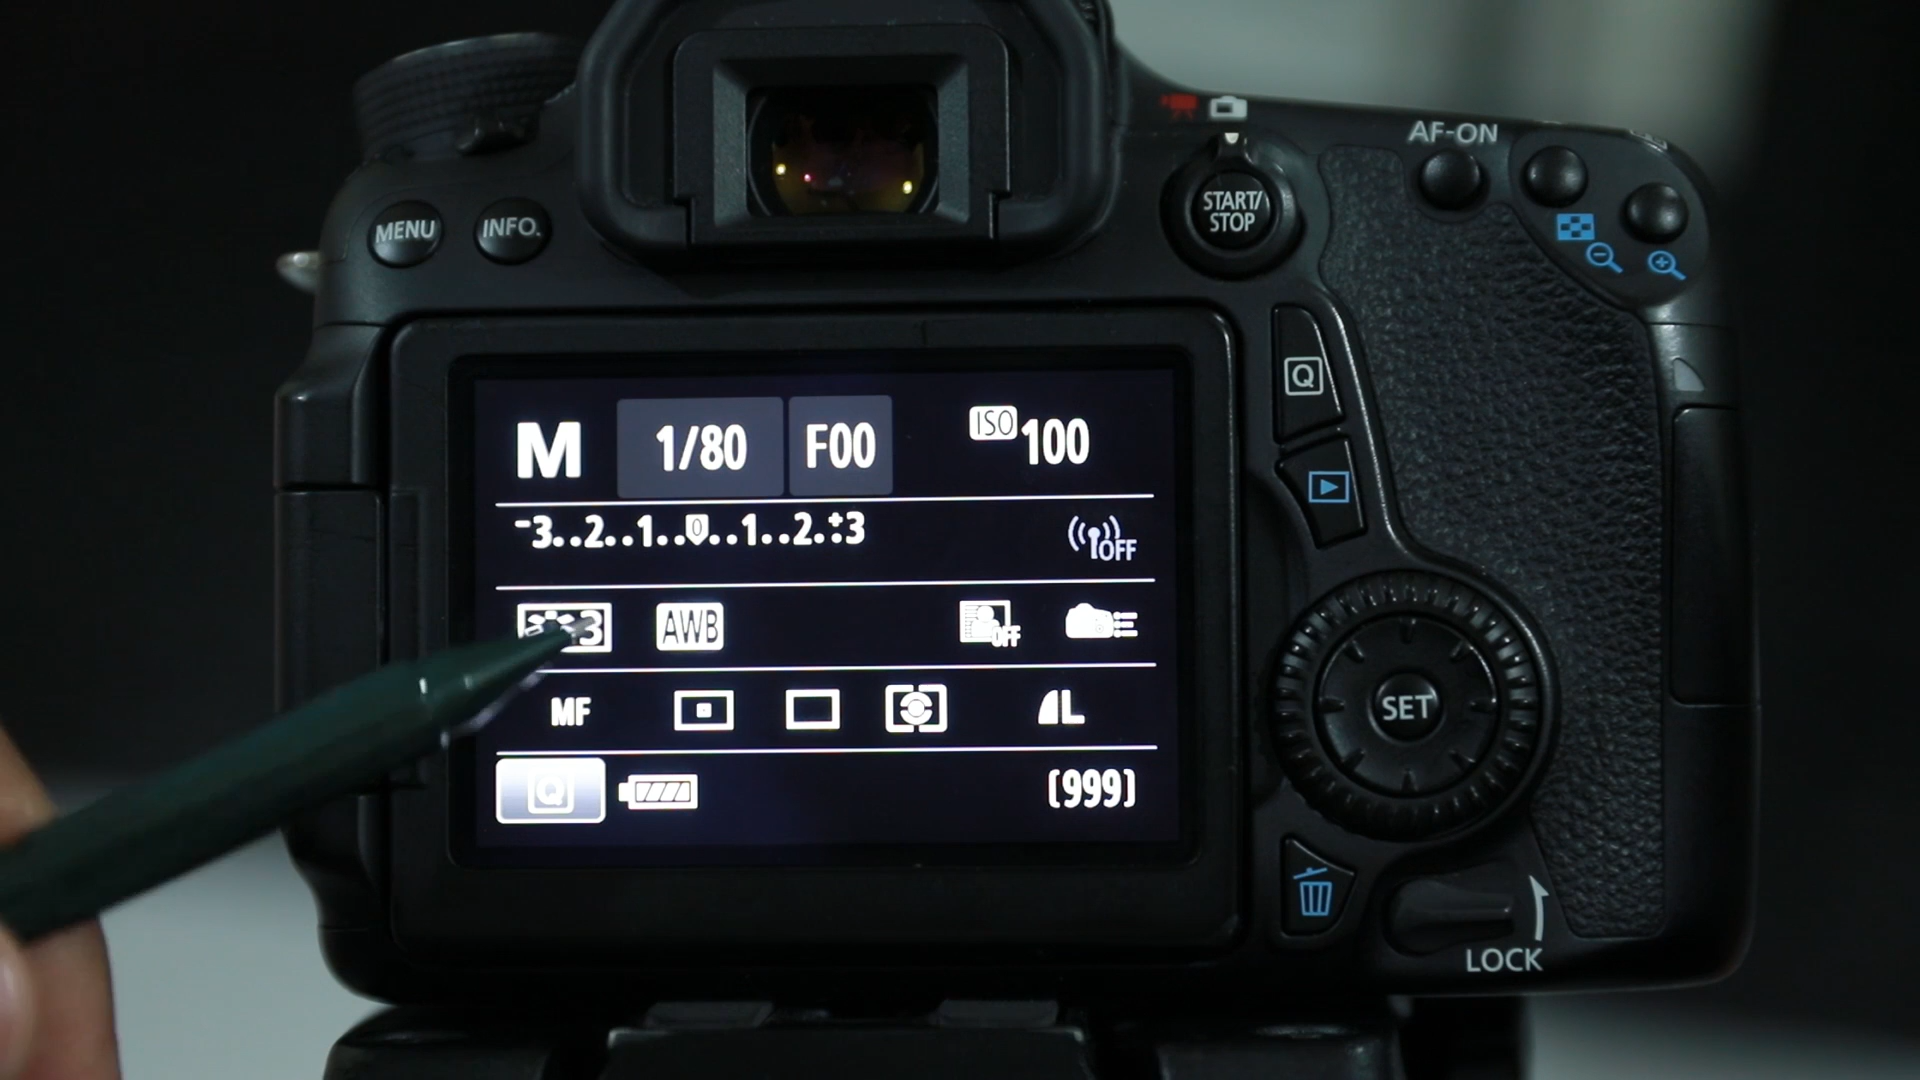 AF-ON
MENU INFO.
START/
STOP
Q
M 1/80 F00 ISO 100
-3..2..1..0..1..2.:+3 OFF
3 AWB OFF
SET
MF L
Q [999]
LOCK